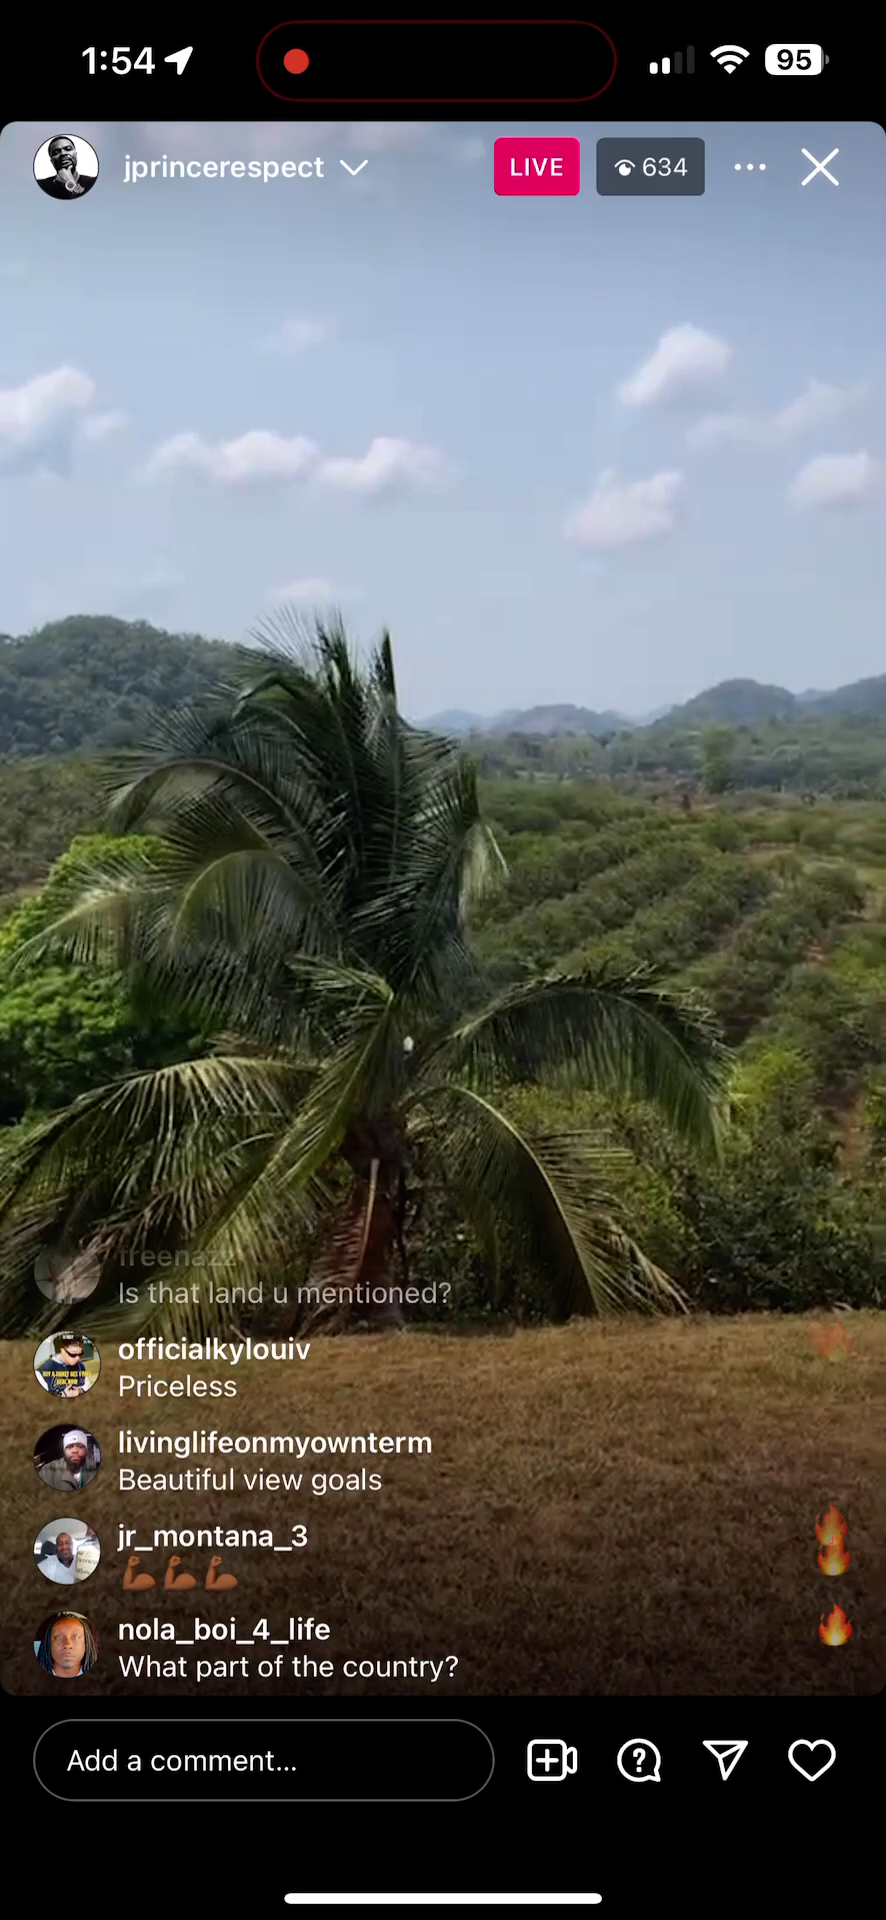 1:54
95
jprincerespect
LIVE
634
freenazz
Is that land u mentioned?
officialkylouiv
Priceless
livinglifeonmyownterm
Beautiful view goals
jr_montana_3
💪🏾💪🏾💪🏾
nola_boi_4_life
What part of the country?
Add a comment...